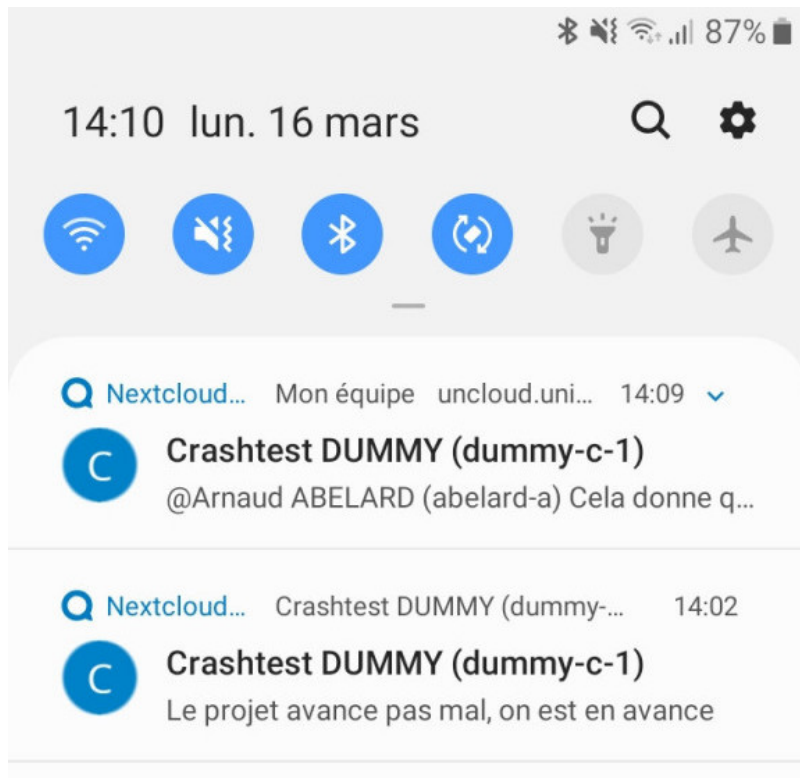 87%
14:10 lun. 16 mars
Nextcloud... Mon équipe uncloud.uni... 14:09
C
Crashtest DUMMY (dummy-c-1)
@Arnaud ABELARD (abelard-a) Cela donne q...
Nextcloud... Crashtest DUMMY (dummy-... 14:02
C
Crashtest DUMMY (dummy-c-1)
Le projet avance pas mal, on est en avance